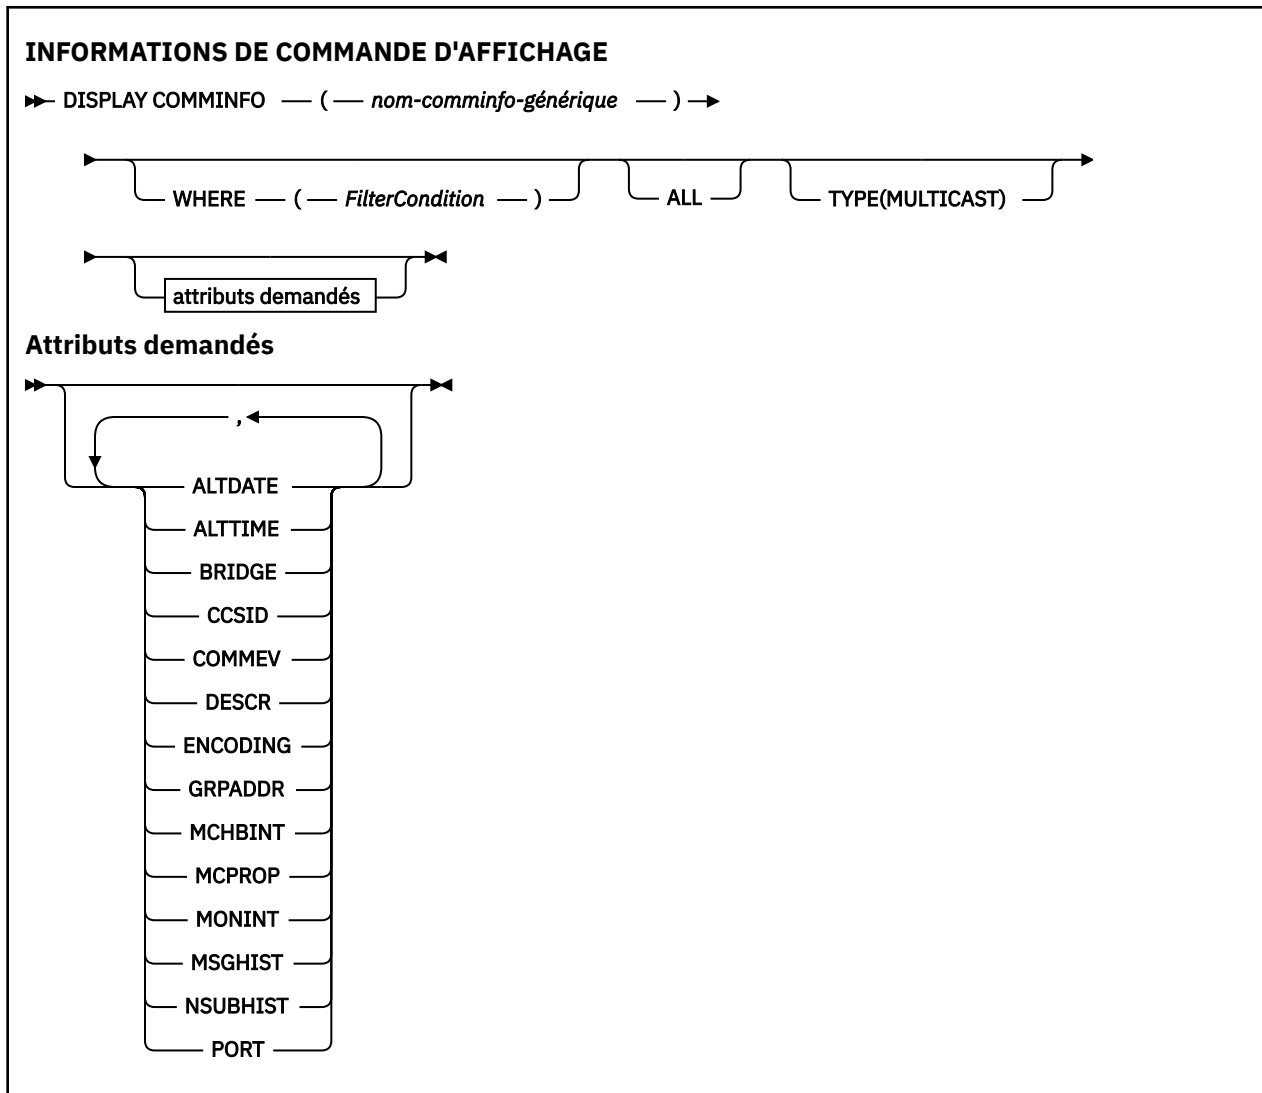 INFORMATIONS DE COMMANDE D'AFFICHAGE
DISPLAY COMMINFO ( nom-comminfo-générique )
WHERE ( FilterCondition ) ALL TYPE(MULTICAST)
attributs demandés
Attributs demandés
,
ALTDATE
ALTTIME
BRIDGE
CCSID
COMMEV
DESCR
ENCODING
GRPADDR
MCHBINT
MCPROP
MONINT
MSGHIST
NSUBHIST
PORT